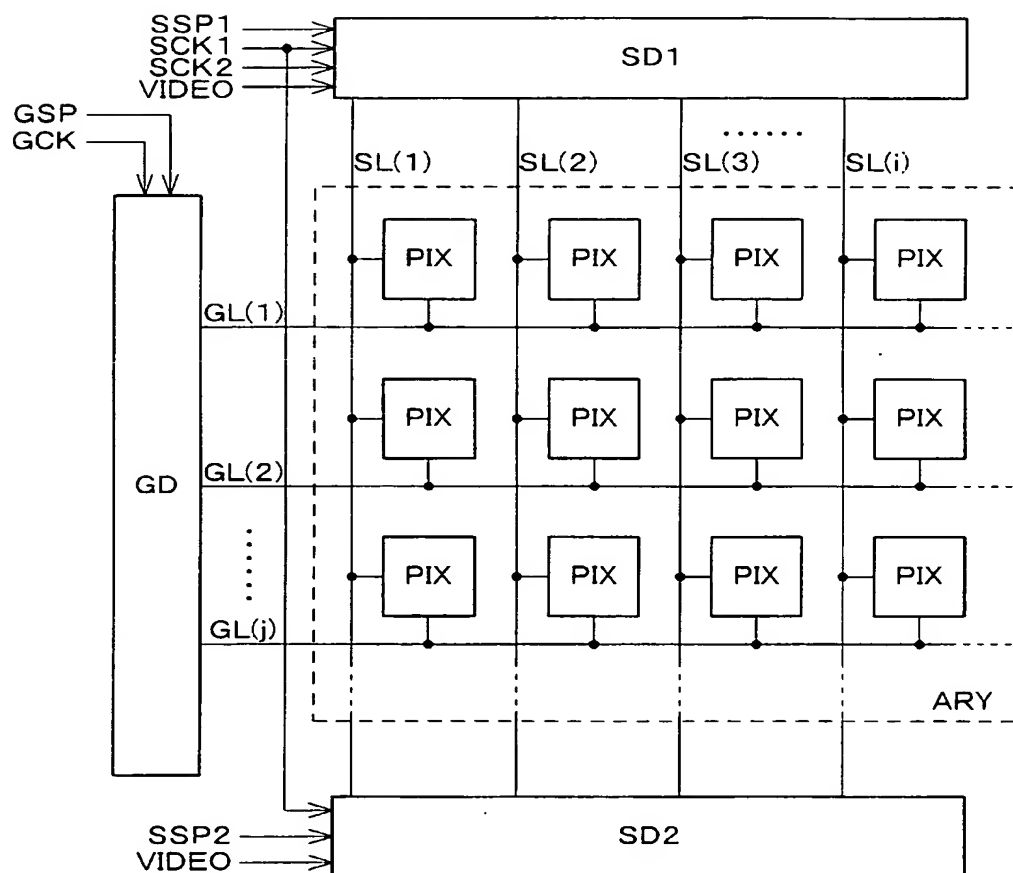 SSP1
SCK1
SCK2
VIDEO
SD1
GSP
GCK
......
SL(1) SL(2) SL(3) SL(i)
PIX PIX PIX PIX
GL(1)
PIX PIX PIX PIX
GD
GL(2)
......
PIX PIX PIX PIX
GL(j)
ARY
SSP2
VIDEO
SD2